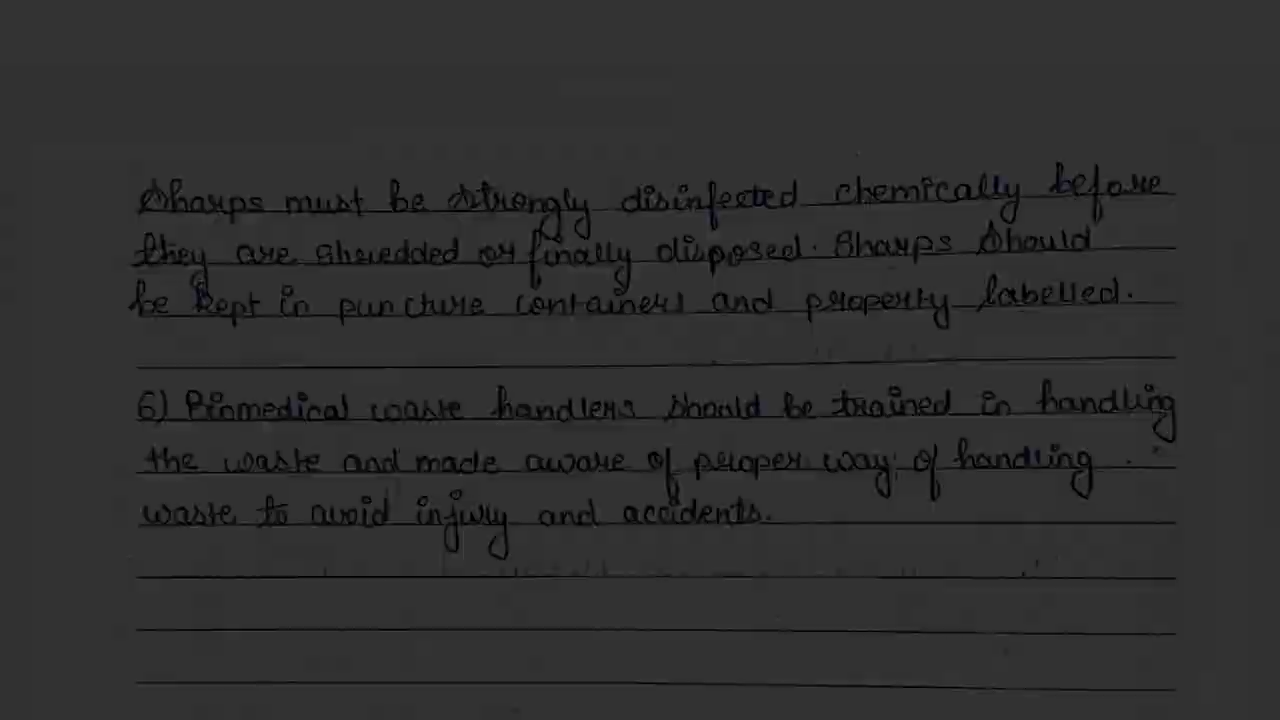 Sharps must be strongly disinfected chemically before
they are shredded or finally disposed. Sharps should
be kept in puncture containers and property labelled.
6) Biomedical waste handlers should be trained in handling
the waste and made aware of proper way of handling
waste to avoid injury and accidents.